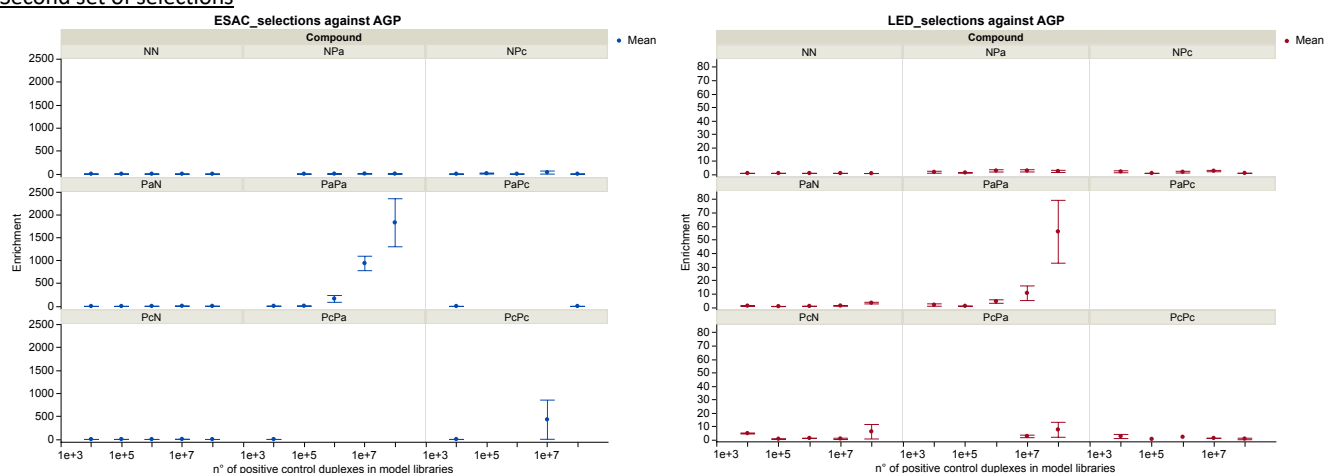 Second set of selections
ESAC_selections against AGP
Compound
Mean
NN NPa NPc
2500
2000
1500
1000
500
0
PaN PaPa PaPc
2500
2000
1500
1000
500
0
PcN PcPa PcPc
2500
2000
1500
1000
500
0
Enrichment
1e+3 1e+5 1e+7 1e+3 1e+5 1e+7 1e+3 1e+5 1e+7
n° of positive control duplexes in model libraries
LED_selections against AGP
Compound
Mean
NN NPa NPc
80
70
60
50
40
30
20
10
0
PaN PaPa PaPc
80
70
60
50
40
30
20
10
0
PcN PcPa PcPc
80
70
60
50
40
30
20
10
0
Enrichment
1e+3 1e+5 1e+7 1e+3 1e+5 1e+7 1e+3 1e+5 1e+7
n° of positive control duplexes in model libraries